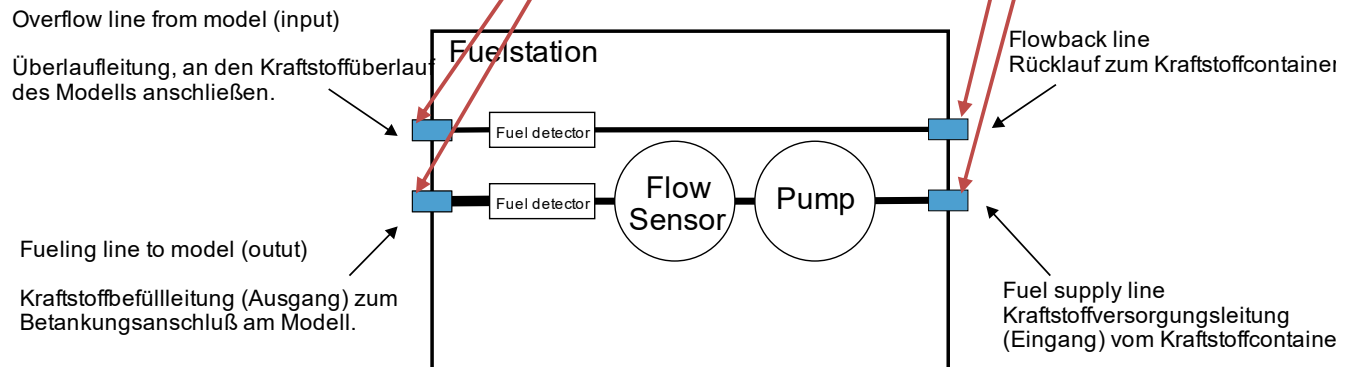 Overflow line from model (input)
Überlaufleitung, an den Kraftstoffüberlauf
des Modells anschließen.
Fuelstation
Flowback line
Rücklauf zum Kraftstoffcontainer
Fuel detector
Fuel detector
Flow
Sensor
Pump
Fueling line to model (outut)
Kraftstoffbefüllleitung (Ausgang) zum
Betankungsanschluß am Modell.
Fuel supply line
Kraftstoffversorgungsleitung
(Eingang) vom Kraftstoffcontaine